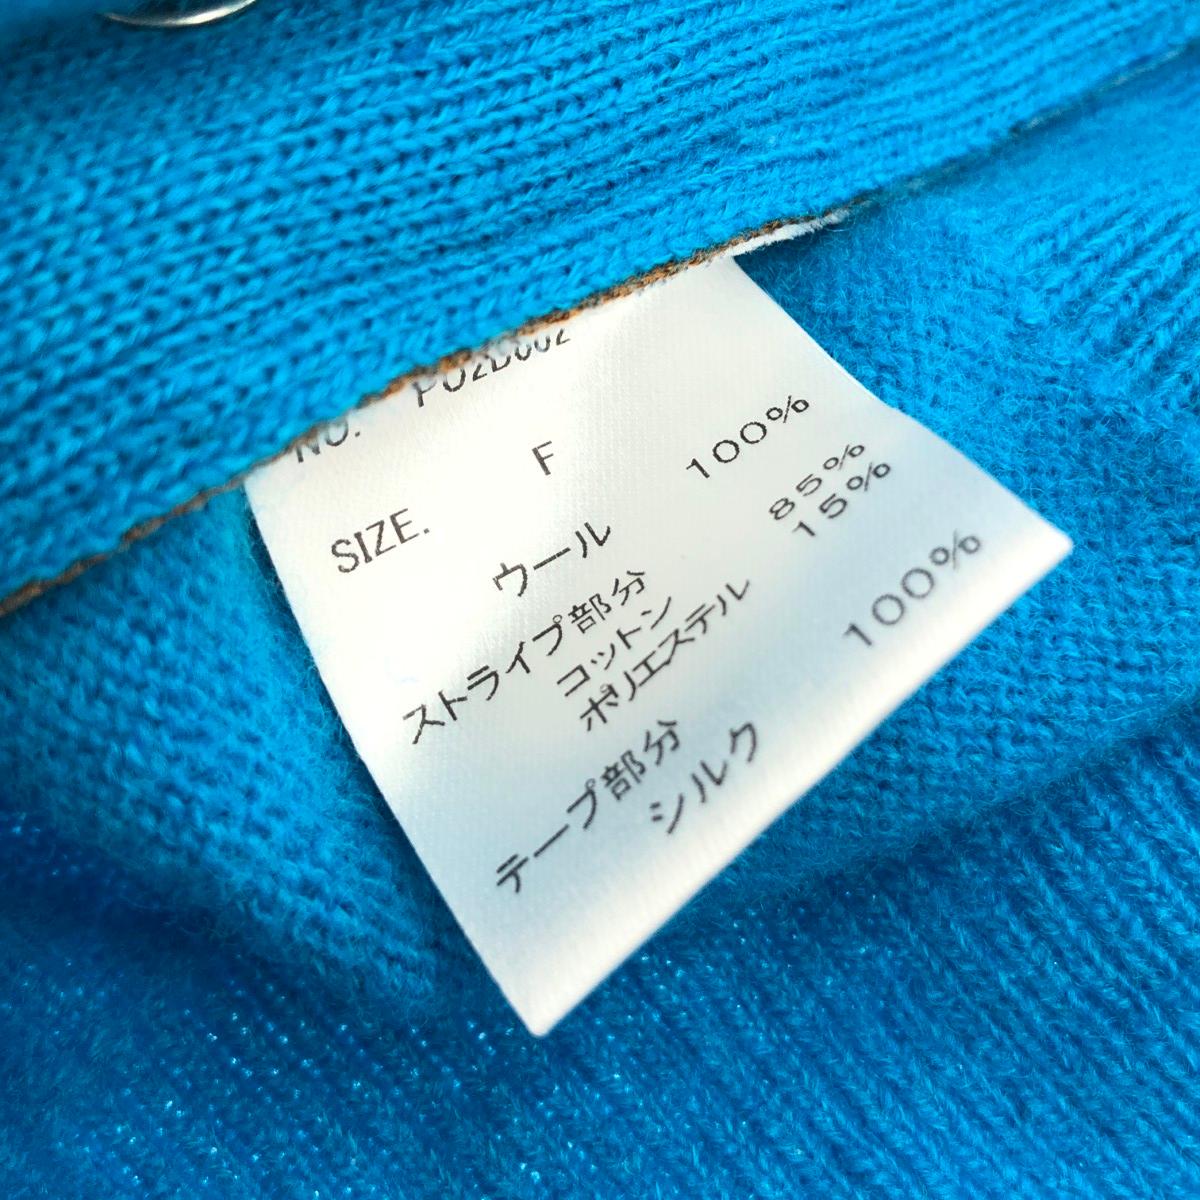 NO.
SIZE. F
ウール 100%
ストライプ部分
コットン 85%
ポリエステル 15%
テープ部分
シルク 100%